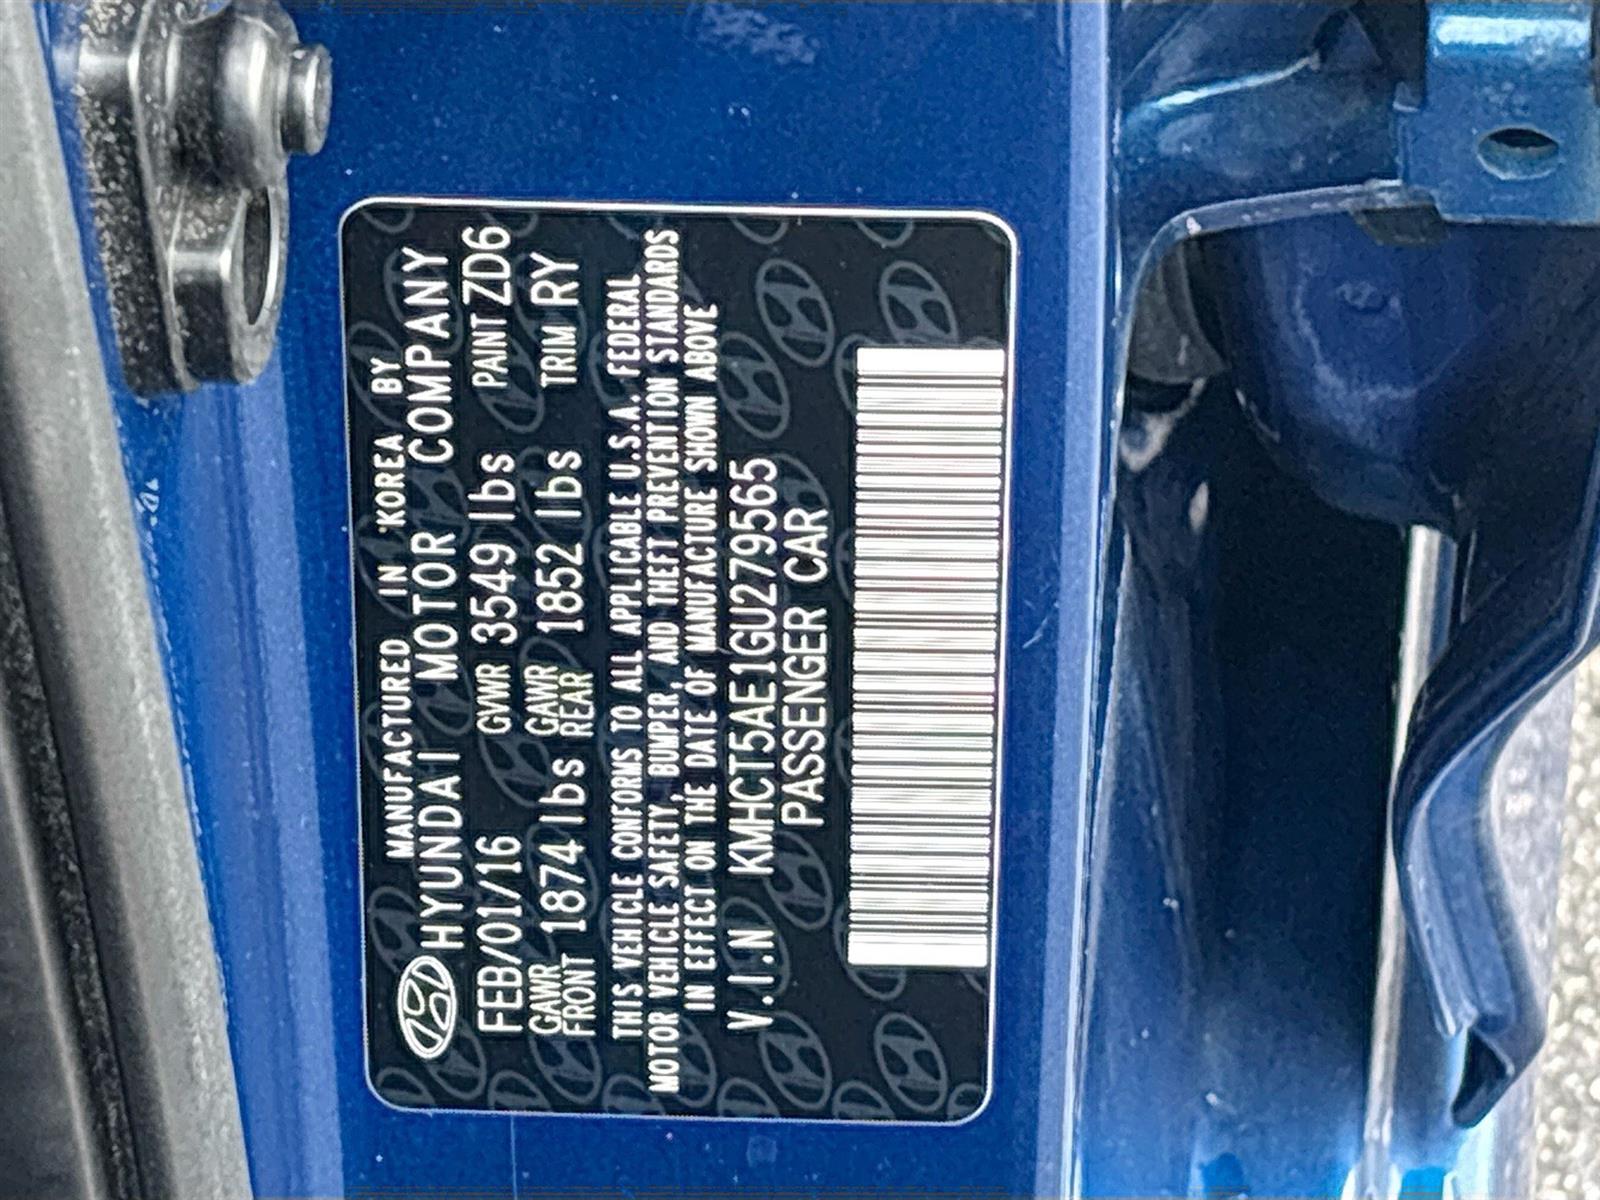 MANUFACTURED IN KOREA BY
HYUNDAI MOTOR COMPANY
FEB/01/16 GVWR 3549 lbs PAINT ZD6
GAWR FRONT 1874 lbs GAWR REAR 1852 lbs TRIM RY
THIS VEHICLE CONFORMS TO ALL APPLICABLE U.S.A. FEDERAL
MOTOR VEHICLE SAFETY, BUMPER, AND THEFT PREVENTION STANDARDS
IN EFFECT ON THE DATE OF MANUFACTURE SHOWN ABOVE
V.I.N KMHCT5AE1GU279565
PASSENGER CAR